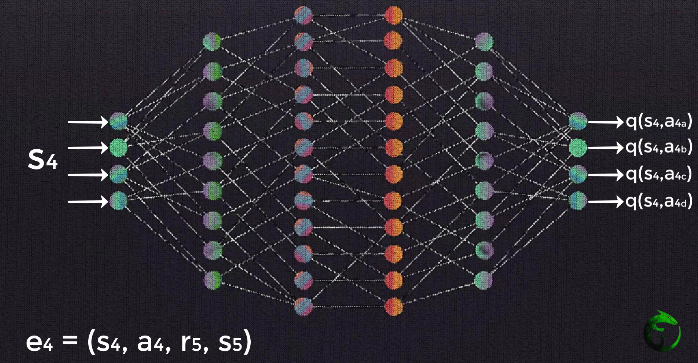 s₄
q(s₄,a₄ₐ)
q(s₄,a₄b)
q(s₄,a₄c)
q(s₄,a₄d)
e₄ = (s₄, a₄, r₅, s₅)